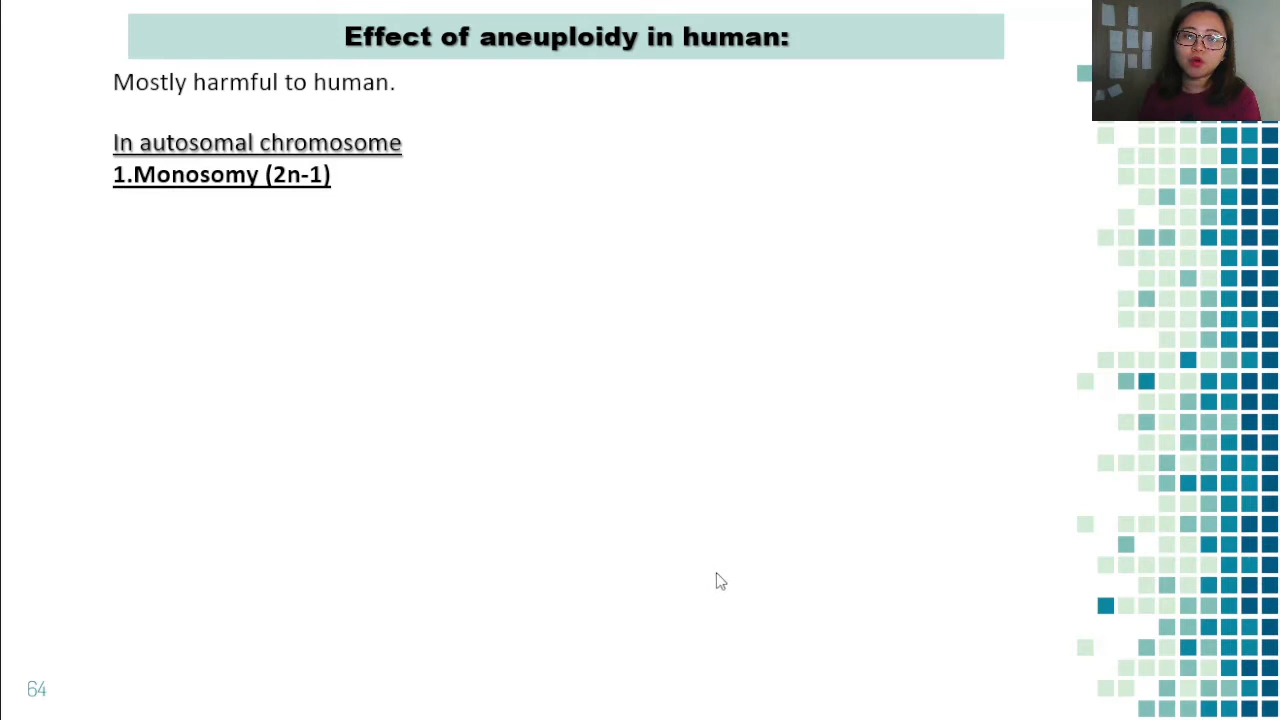 Effect of aneuploidy in human:
Mostly harmful to human.
In autosomal chromosome
1.Monosomy (2n-1)
64